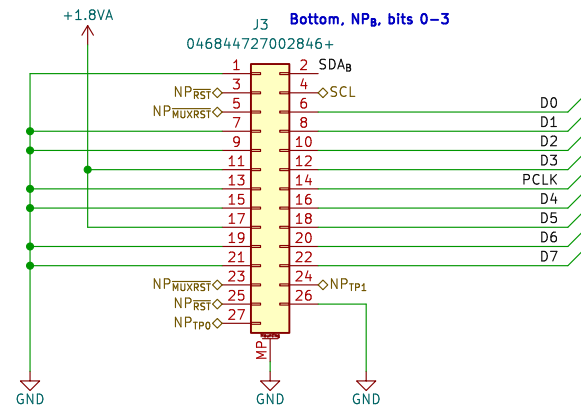 +1.8VA
J3
Bottom, NPB, bits 0-3
046844727002846+
1 2 SDAB
NPRST 3 4 SCL
NPMUXRST 5 6 D0
7 8 D1
9 10 D2
11 12 D3
13 14 PCLK
15 16 D4
17 18 D5
19 20 D6
21 22 D7
NPMUXRST 23 24 NPTP1
NPRST 25 26
NPTP0 27
MP
GND GND GND